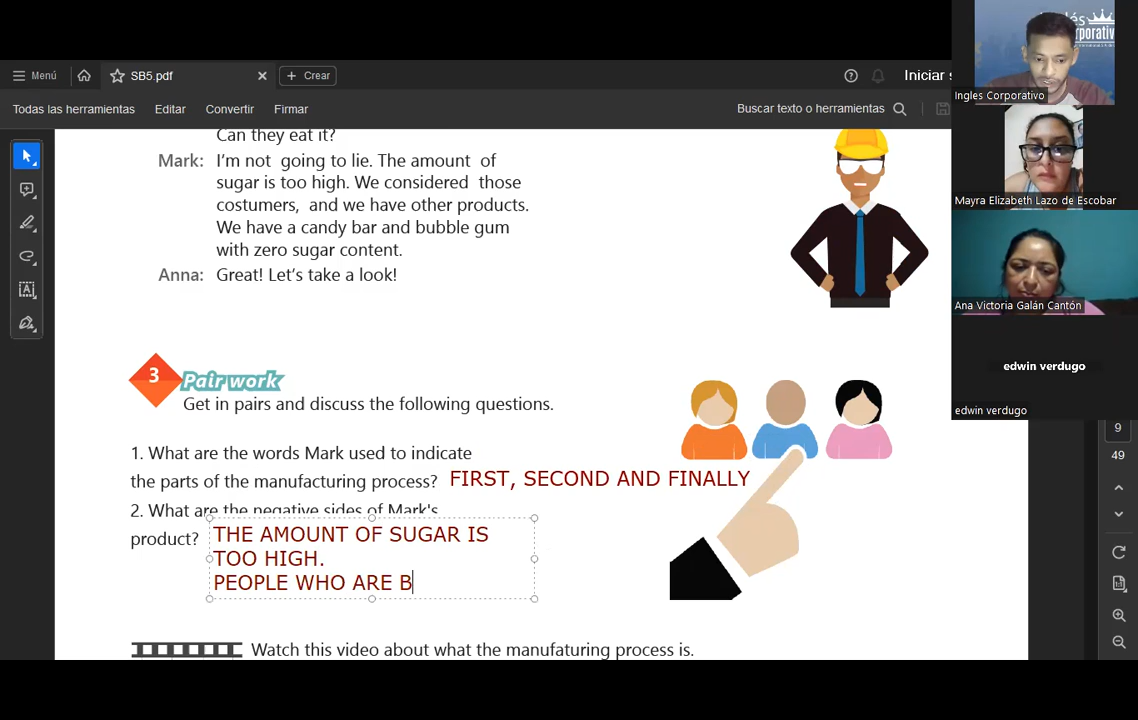 Menú
SB5.pdf
Crear
Iniciar s
Todas las herramientas
Editar
Convertir
Firmar
Buscar texto o herramientas
Can they eat it?
Mark: I'm not going to lie. The amount of
sugar is too high. We considered those
costumers, and we have other products.
We have a candy bar and bubble gum
with zero sugar content.
Anna: Great! Let's take a look!
3 Pair work
Get in pairs and discuss the following questions.
1. What are the words Mark used to indicate
the parts of the manufacturing process? FIRST, SECOND AND FINALLY
2. What are the negative sides of Mark's
product? THE AMOUNT OF SUGAR IS
TOO HIGH.
PEOPLE WHO ARE B
Watch this video about what the manufaturing process is.
9
49
Ingles Corporativo
Mayra Elizabeth Lazo de Escobar
Ana Victoria Galán Cantón
edwin verdugo
edwin verdugo